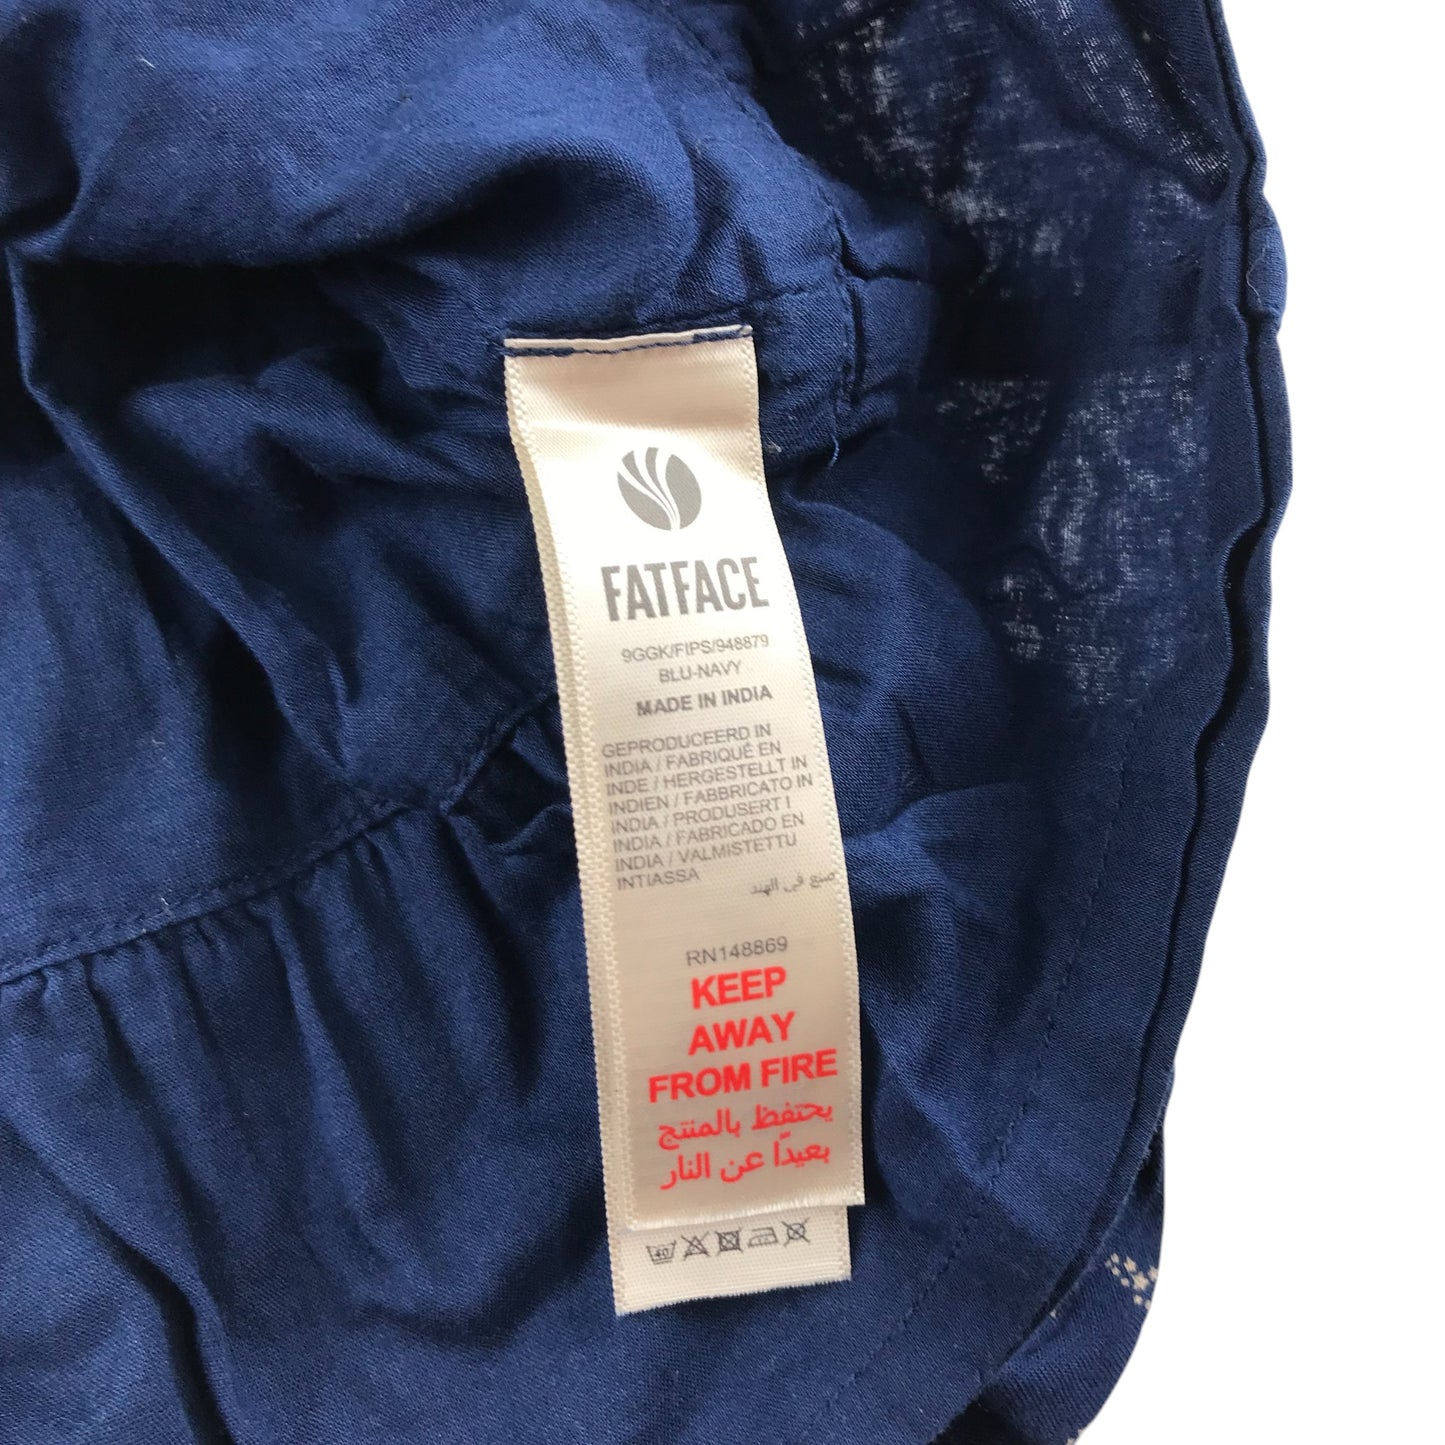 FATFACE
9GGK/FIPS/948879
BLU-NAVY
MADE IN INDIA
GEPRODUCEERD IN
INDIA / FABRIQUÉ EN
INDE / HERGESTELLT IN
INDIEN / FABBRICATO IN
INDIA / PRODUSERT I
INDIA / FABRICADO EN
INDIA / VALMISTETTU
INTIASSA
صنع في الهند
RN148869
KEEP
AWAY
FROM FIRE
يحتفظ بالمنتج
بعيدًا عن النار
40